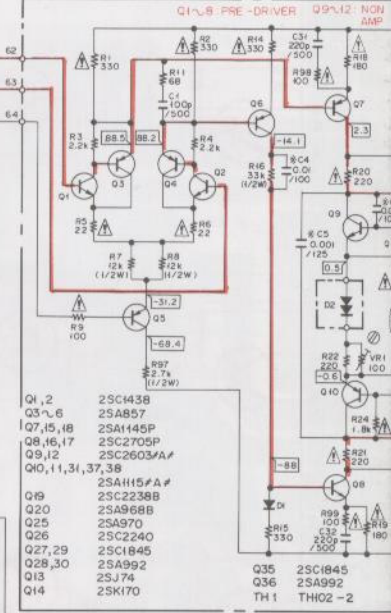 Q1~8: PRE-DRIVER Q9~12: NON
AMP
62
63
64
R1
330
R2
330
R14
330
C31
220p
/500
R18
180
R11
68
C1
100p
/500
R98
100
Q6
Q7
2.3
R3
2.2k
88.5
88.2
R4
2.2k
-14.1
Q1
Q3
Q4
Q2
R16
33k
(1/2W)
※C4
0.01
/100
R20
220
R5
22
R6
22
Q9
※C5
0.001
/125
R7
12k
(1/2W)
R8
12k
(1/2W)
0.5
D2
-31.2
Q5
R9
100
-68.4
R22
220
VR1
100
-0.6
Q10
R97
2.7k
(1/2W)
R24
1.8k
R21
220
-88
Q8
D1
R15
330
R99
100
C32
220p
/500
R19
180
Q1,2 2SC1438
Q3~6 2SA857
Q7,15,18 2SA1145P
Q8,16,17 2SC2705P
Q9,12 2SC2603/A≠
Q10,11,31,37,38
2SA1115≠A≠
Q19 2SC2238B
Q20 2SA968B
Q25 2SA970
Q26 2SC2240
Q27,29 2SC1845
Q28,30 2SA992
Q13 2SJ74
Q14 2SK170
Q35 2SC1845
Q36 2SA992
TH1 TH102-2